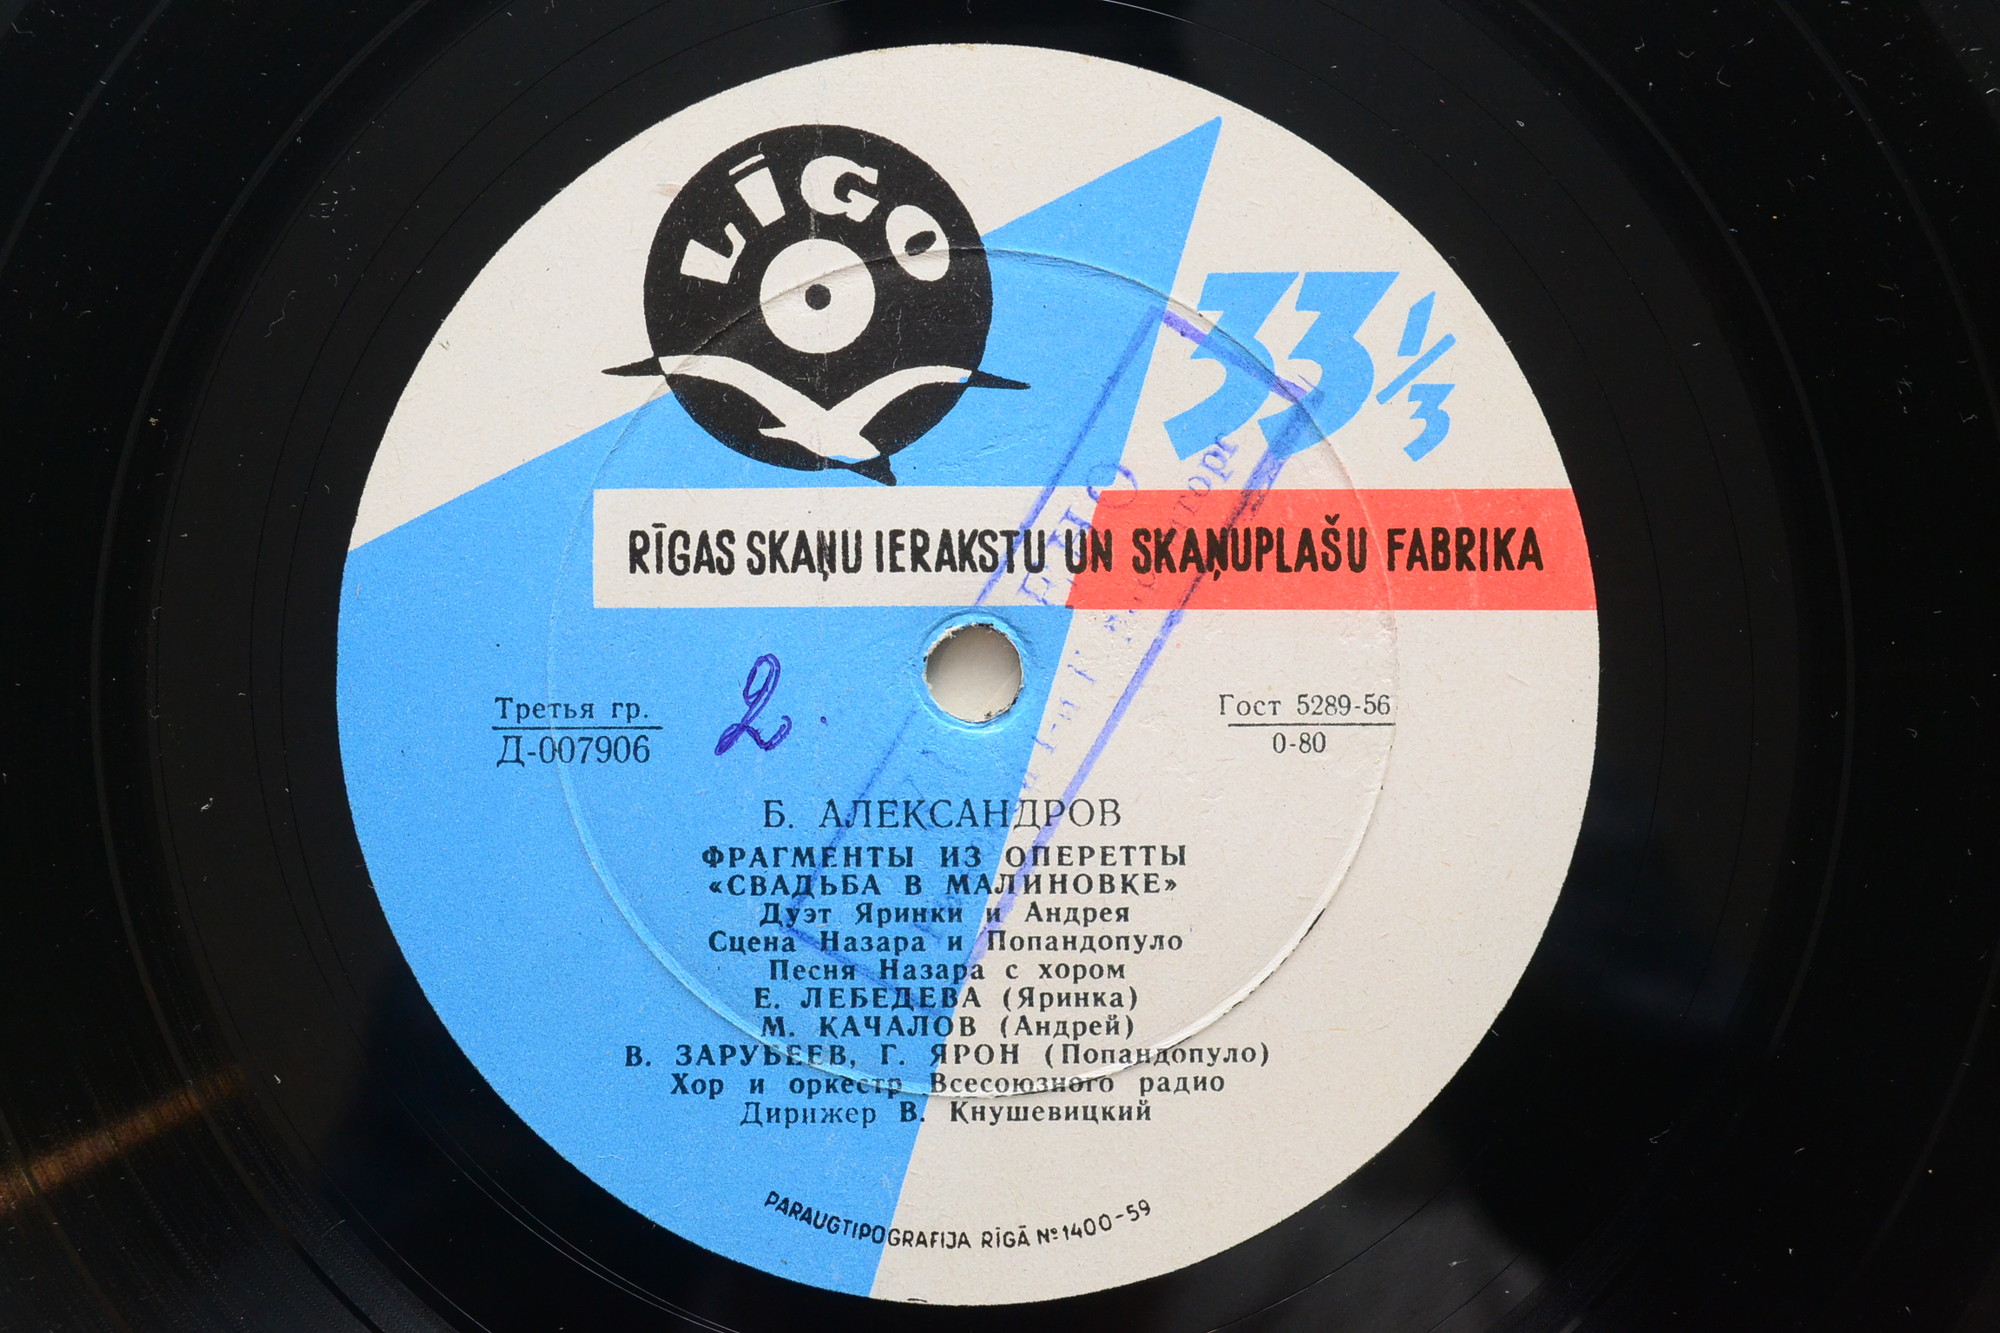 LĪGO
33 1/3
RĪGAS SKAŅU IERAKSTU UN SKAŅUPLAŠU FABRIKA
Третья гр.
Д-007906
2
Гост 5289-56
0-80
Б. АЛЕКСАНДРОВ
ФРАГМЕНТЫ ИЗ ОПЕРЕТТЫ
«СВАДЬБА В МАЛИНОВКЕ»
Дуэт Яринки и Андрея
Сцена Назара и Попандопуло
Песня Назара с хором
Е. ЛЕБЕДЕВА (Яринка)
М. КАЧАЛОВ (Андрей)
В. ЗАРУБЕЕВ, Г. ЯРОН (Попандопуло)
Хор и оркестр Всесоюзного радио
Дирижер В. Кнушевицкий
PARAUGTIPOGRAFIJA RĪGĀ № 1400-59